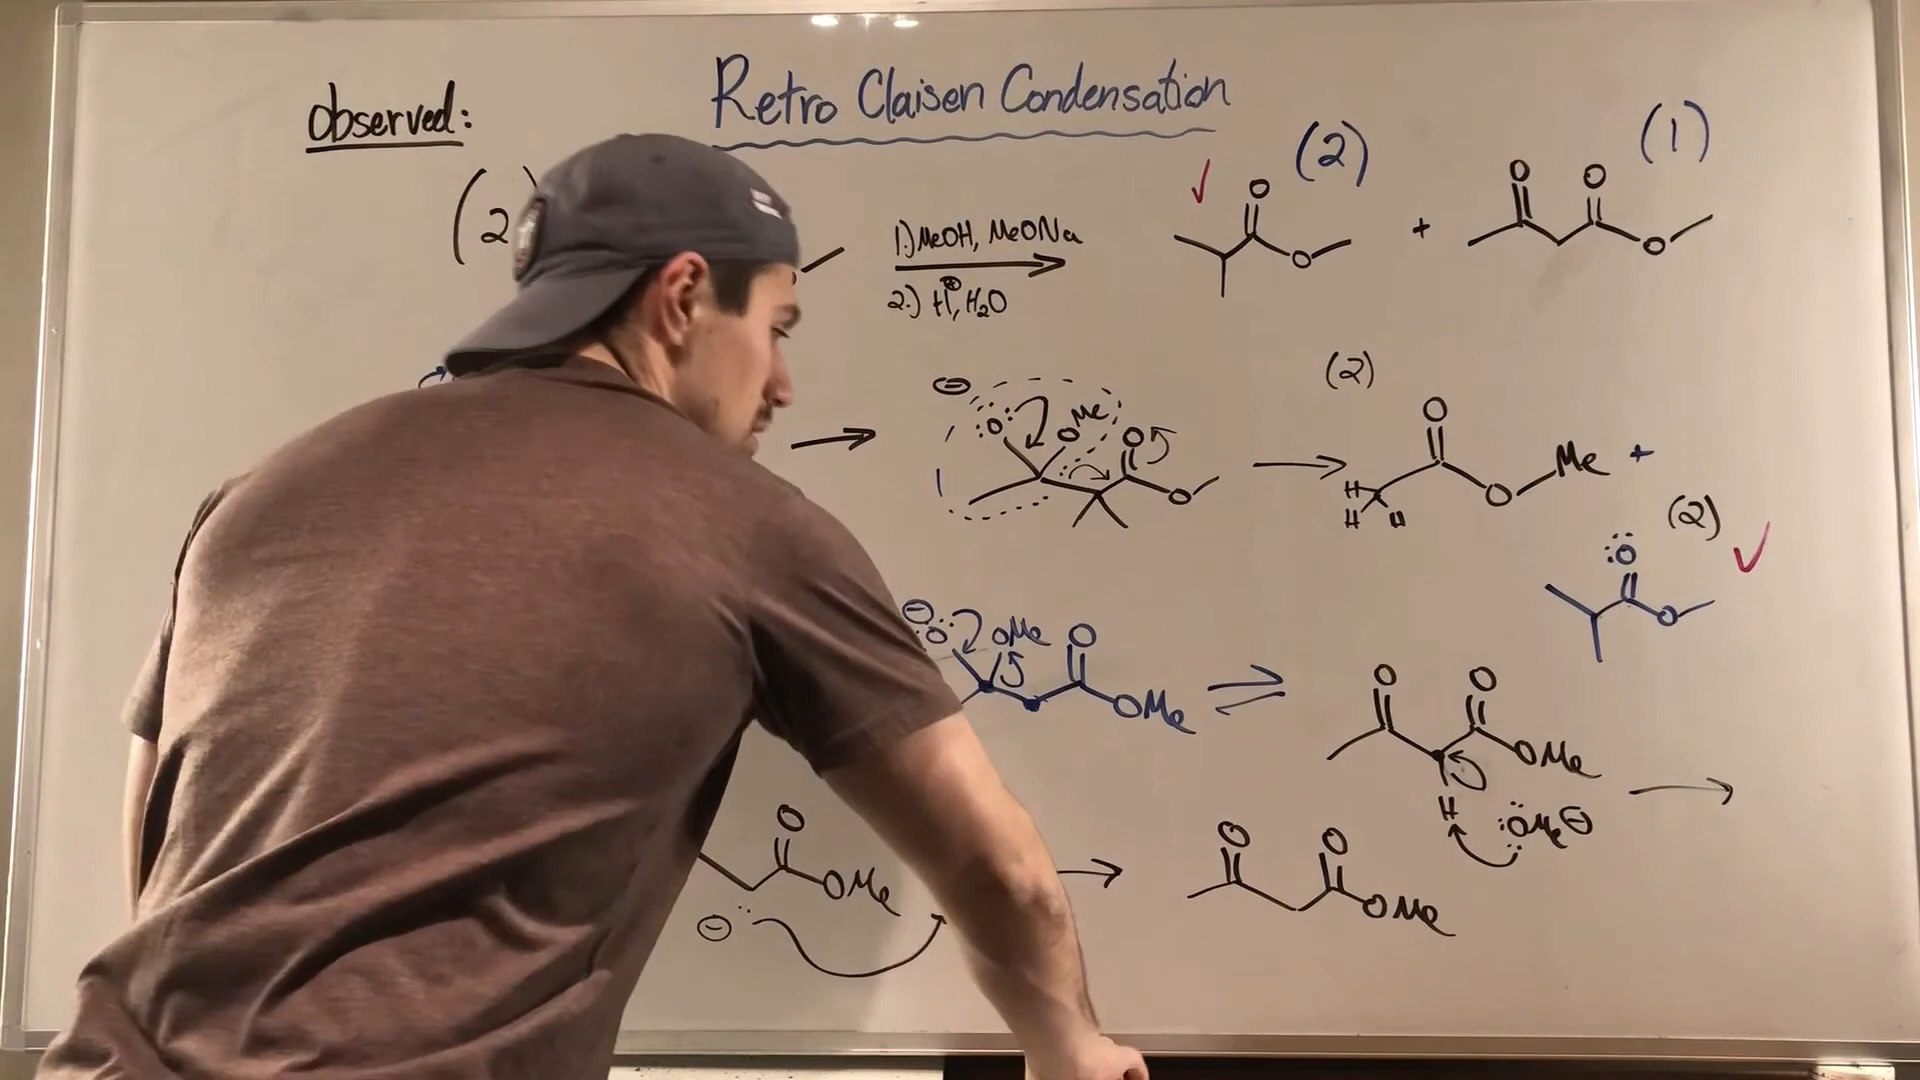 Retro Claisen Condensation
observed:
(2
1.) MeOH, MeONa
2.) H⊕, H₂O
(2)
O
O
+
(1)
O
O
O
→
⊖
:O:
OMe
O
O
→
(2)
O
O
Me
+
H
H
H
(2)
:O:
O
⊖
:O:
OMe
O
OMe
⇌
O
O
OMe
H
:OMe⊖
→
O
OMe
⊖
→
O
O
OMe